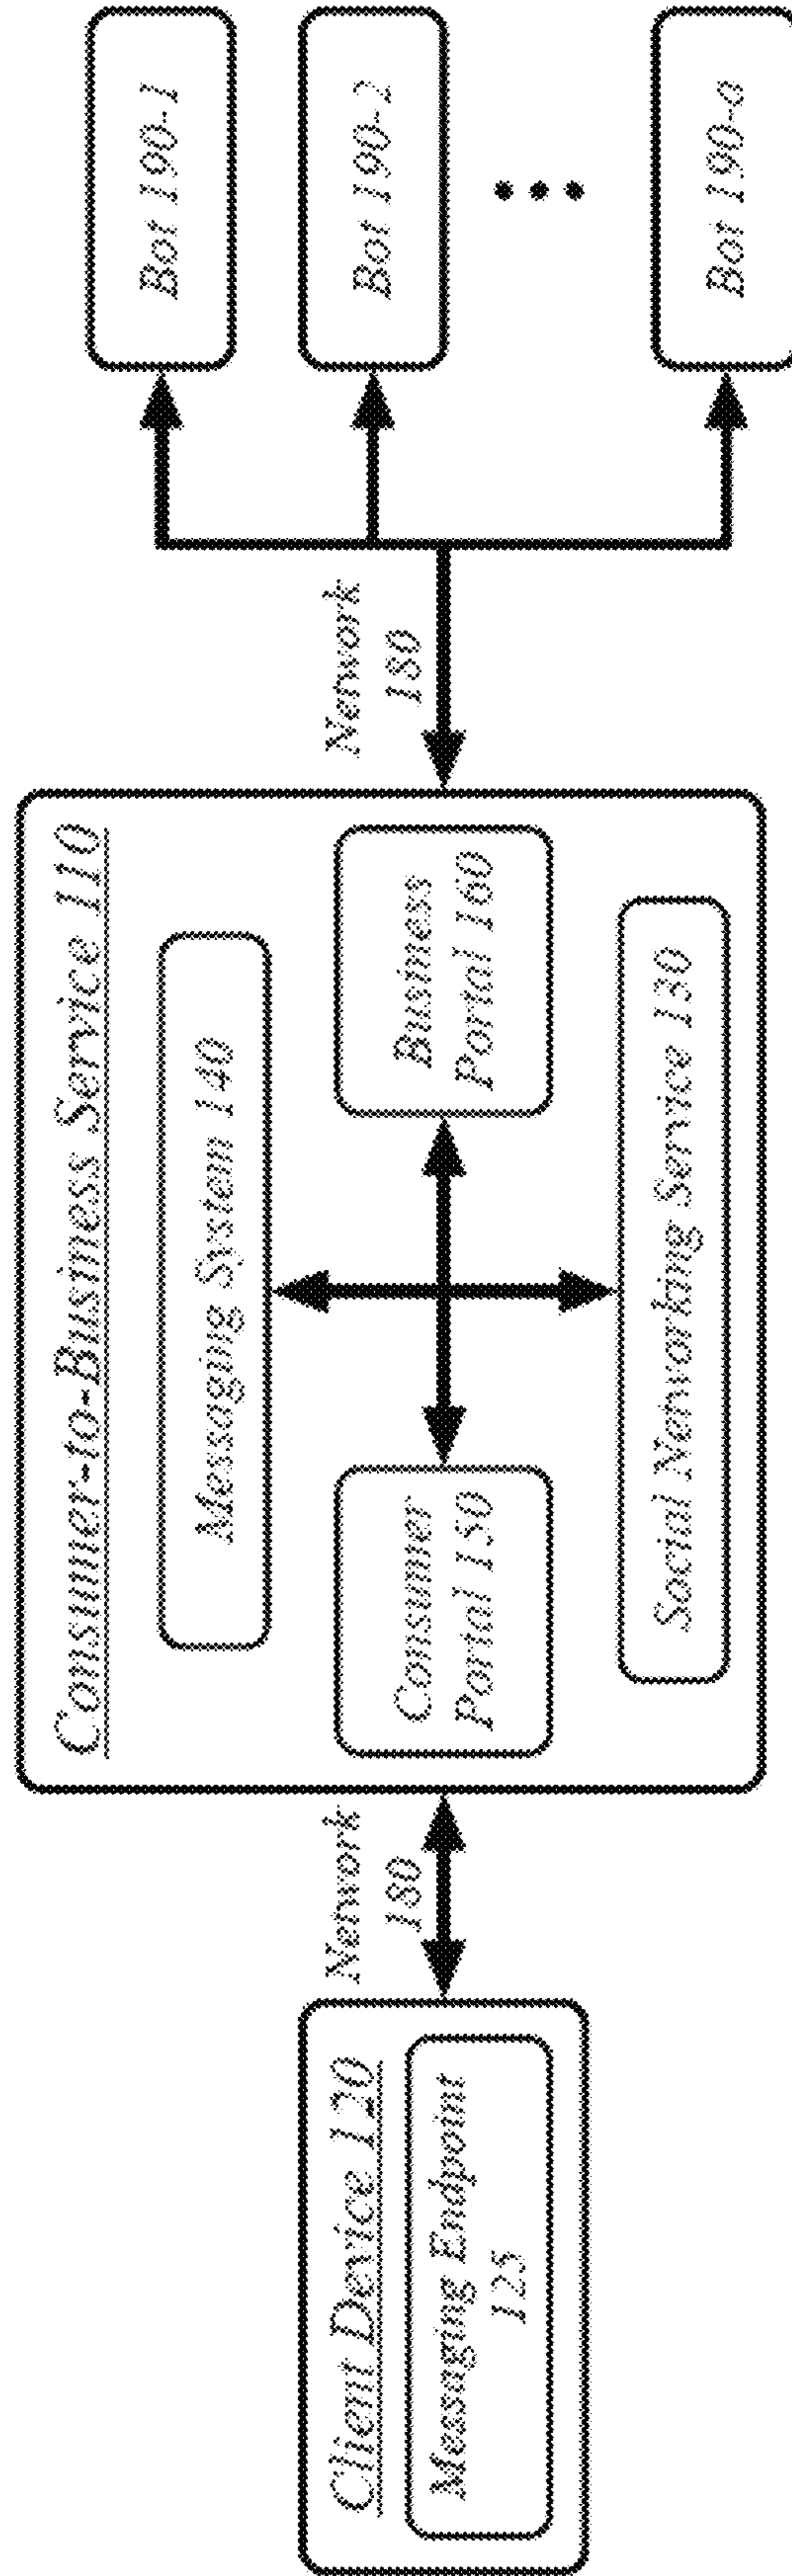 Client Device 120
Messaging Endpoint
125
Network
180
Consumer-to-Business Service 110
Messaging System 140
Consumer
Portal 150
Business
Portal 160
Social Networking Service 130
Network
180
Bot 190-1
Bot 190-2
Bot 190-a